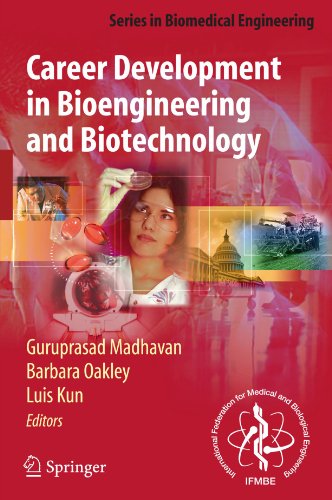 Series in Biomedical Engineering
Career Development
in Bioengineering
and Biotechnology
Guruprasad Madhavan
Barbara Oakley
Luis Kun
Editors
Springer
International Federation for Medical and Biological Engineering
IFMBE